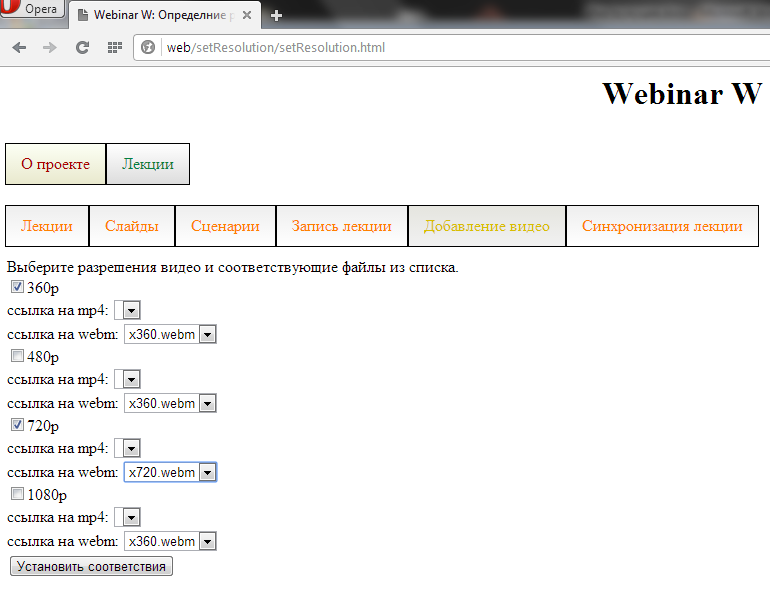 Opera
Webinar W: Определние р
web/setResolution/setResolution.html
Webinar W
О проекте Лекции
Лекции Слайды Сценарии Запись лекции Добавление видео Синхронизация лекции
Выберите разрешения видео и соответствующие файлы из списка.
360p
ссылка на mp4:
ссылка на webm: x360.webm
480p
ссылка на mp4:
ссылка на webm: x360.webm
720p
ссылка на mp4:
ссылка на webm: x720.webm
1080p
ссылка на mp4:
ссылка на webm: x360.webm
Установить соответствия